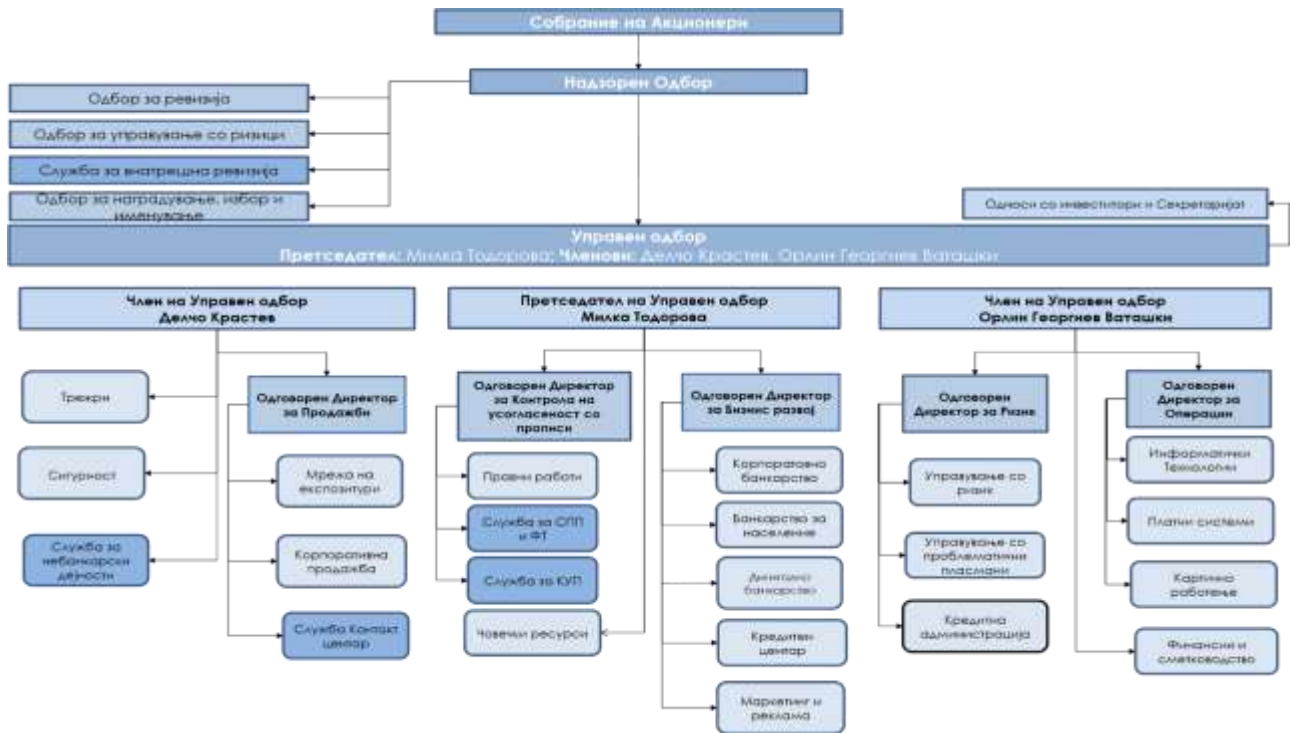 Собрание на Акционери
Надзорен Одбор
Одбор за ревизија
Одбор за управување со ризици
Служба за внатрешна ревизија
Одбор за наградување, избор и
именување
Односи со инвеститори и Секретаријат
Управен одбор
Претседател: Милка Тодорова; Членови: Делчо Крастев, Орлин Георгиев Ваташки
Член на Управен одбор
Делчо Крастев
Претседател на Управен одбор
Милка Тодорова
Член на Управен одбор
Орлин Георгиев Ваташки
Трежри
Сигурност
Служба за
небанкарски
дејности
Одговорен Директор
за Продажби
Мрежа на
експозитури
Корпоративна
продажба
Служба Контакт
центар
Одговорен Директор
за Контрола на
усогласеност со
прописи
Правни работи
Служба за СПП
и ФТ
Служба за КУП
Човечки ресурси
Одговорен Директор
за Бизнис развој
Корпоративно
банкарство
Банкарство за
население
Дигитално
банкарство
Кредитен
центар
Маркетинг и
реклама
Одговорен
Директор за Ризик
Управување со
ризик
Управување со
проблематични
пласмани
Кредитна
администрација
Одговорен
Директор за
Операции
Информатички
Технологии
Платни системи
Картично
работење
Финансии и
сметководство